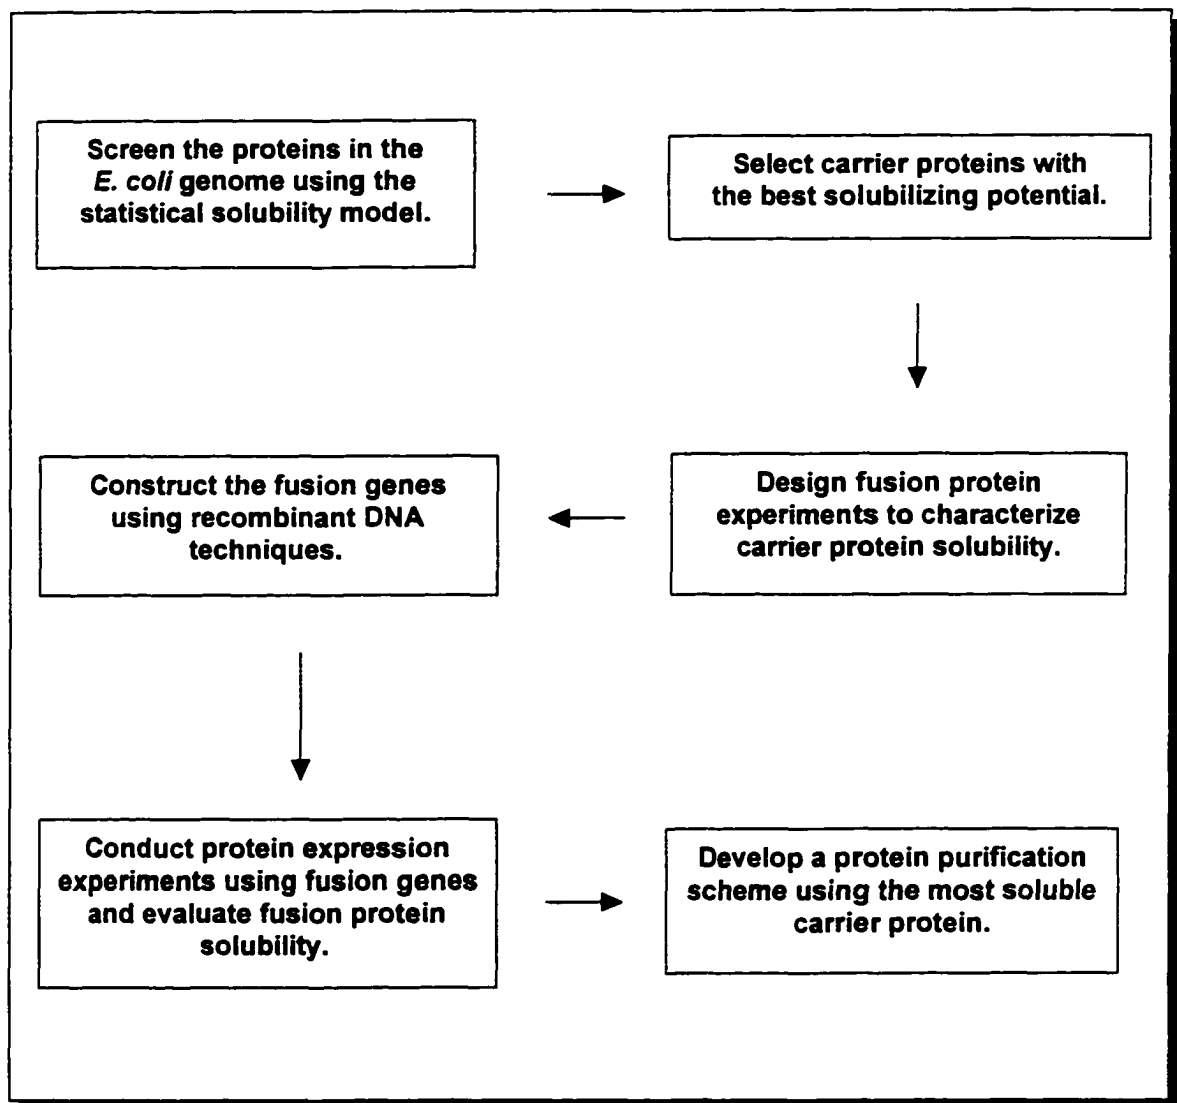 Screen the proteins in the
E. coli genome using the
statistical solubility model.
Select carrier proteins with
the best solubilizing potential.
Design fusion protein
experiments to characterize
carrier protein solubility.
Construct the fusion genes
using recombinant DNA
techniques.
Conduct protein expression
experiments using fusion genes
and evaluate fusion protein
solubility.
Develop a protein purification
scheme using the most soluble
carrier protein.